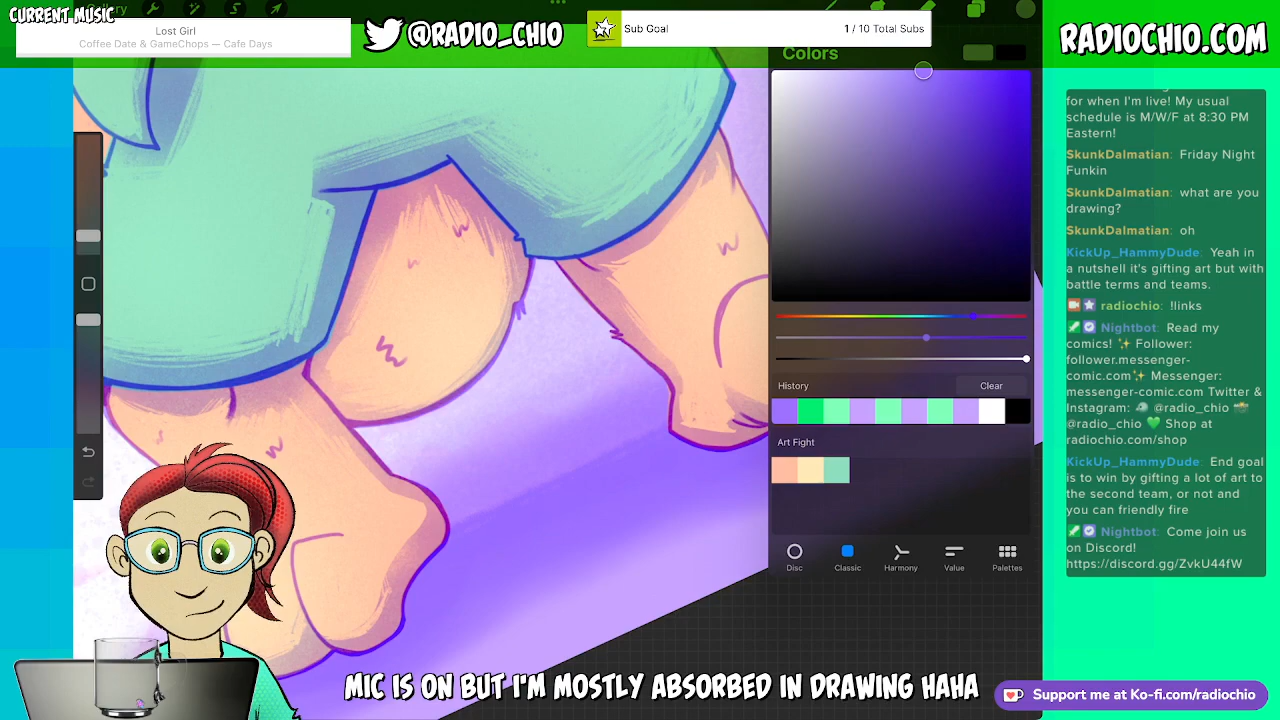 CURRENT MUSIC
Lost Girl
Coffee Date & GameChops — Cafe Days
@RADIO_CHIO
Sub Goal
1 / 10 Total Subs
RADIOCHIO.COM
Colors
History
Clear
Art Fight
Disc
Classic
Harmony
Value
Palettes
for when I'm live! My usual
schedule is M/W/F at 8:30 PM
Eastern!
SkunkDalmatian: Friday Night
Funkin
SkunkDalmatian: what are you
drawing?
SkunkDalmatian: oh
KickUp_HammyDude: Yeah in
a nutshell it's gifting art but with
battle terms and teams.
radiochio: !links
Nightbot: Read my
comics! ✨ Follower:
follower.messenger-
comic.com✨ Messenger:
messenger-comic.com Twitter &
Instagram: @radio_chio
@radio_chio 💚 Shop at
radiochio.com/shop
KickUp_HammyDude: End goal
is to win by gifting a lot of art to
the second team, or not and
you can friendly fire
Nightbot: Come join us
on Discord!
https://discord.gg/ZvkU44fW
MIC IS ON BUT I'M MOSTLY ABSORBED IN DRAWING HAHA
Support me at Ko-fi.com/radiochio